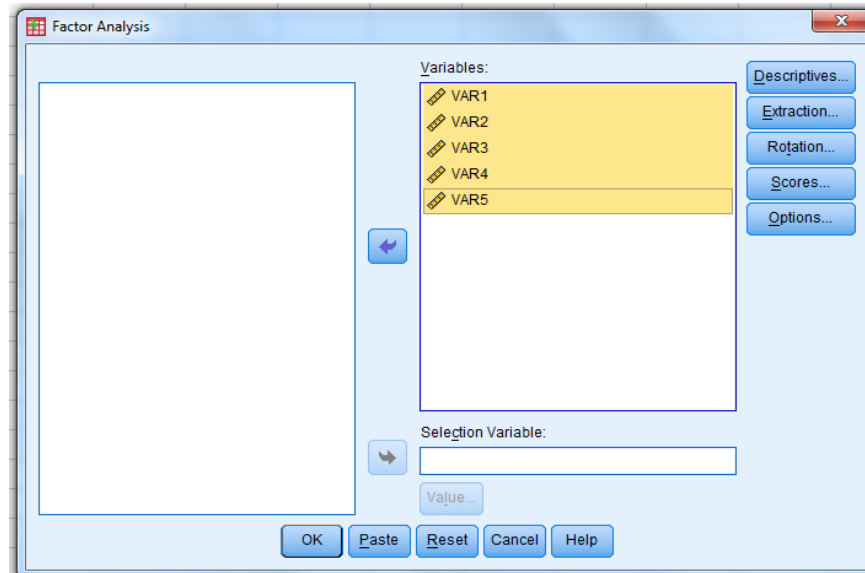 Factor Analysis
X
Variables:
VAR1
VAR2
VAR3
VAR4
VAR5
Descriptives...
Extraction...
Rotation...
Scores...
Options...
Selection Variable:
Value...
OK Paste Reset Cancel Help